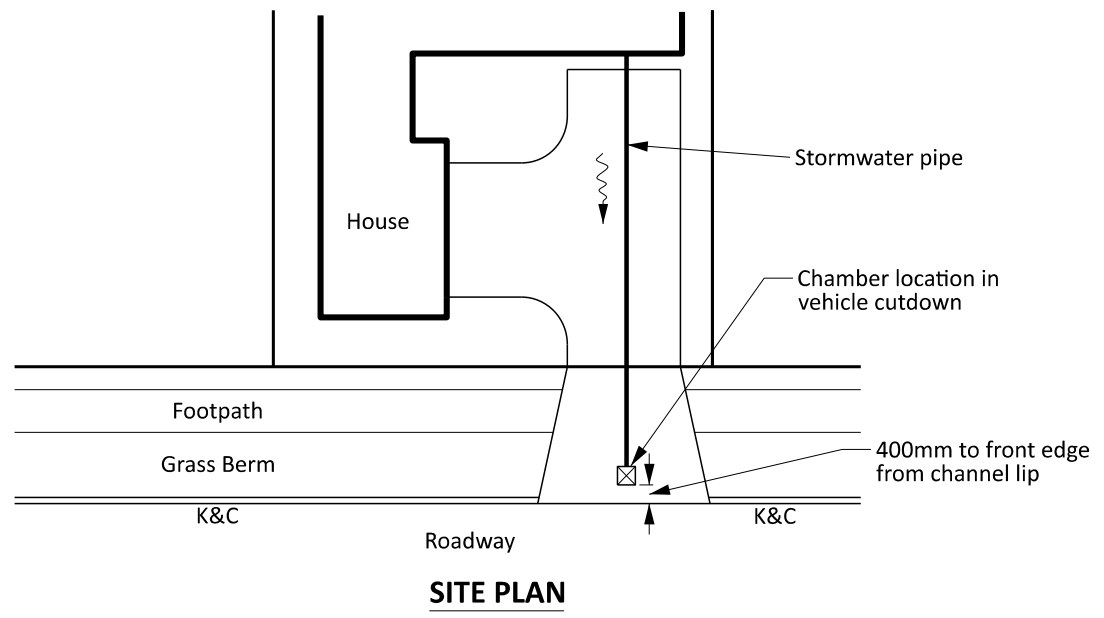 Stormwater pipe
House
Chamber location in
vehicle cutdown
Footpath
Grass Berm
400mm to front edge
from channel lip
K&C
K&C
Roadway
SITE PLAN